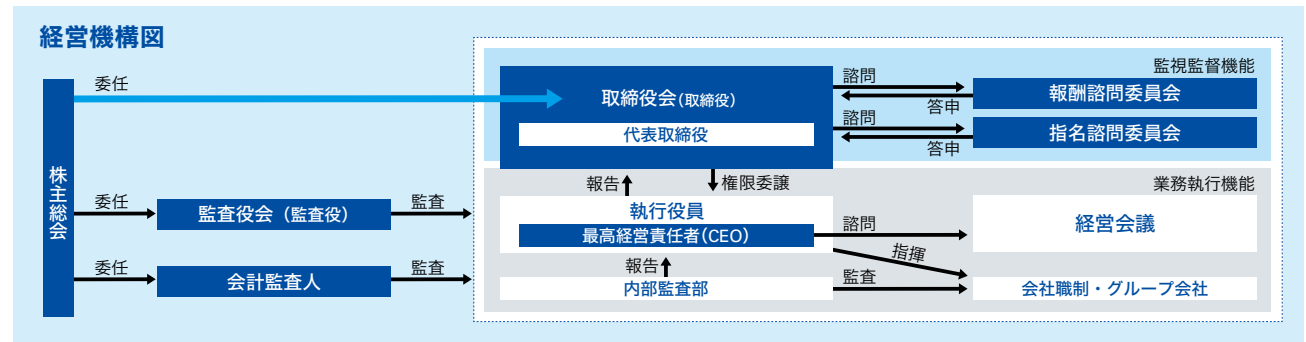 経営機構図
株主総会
委任
委任
監査役会（監査役）
監査
委任
会計監査人
監査
監視監督機能
取締役会(取締役)
代表取締役
諮問
答申
報酬諮問委員会
諮問
答申
指名諮問委員会
報告
権限委譲
業務執行機能
執行役員
最高経営責任者(CEO)
諮問
経営会議
指揮
報告
内部監査部
監査
会社職制・グループ会社